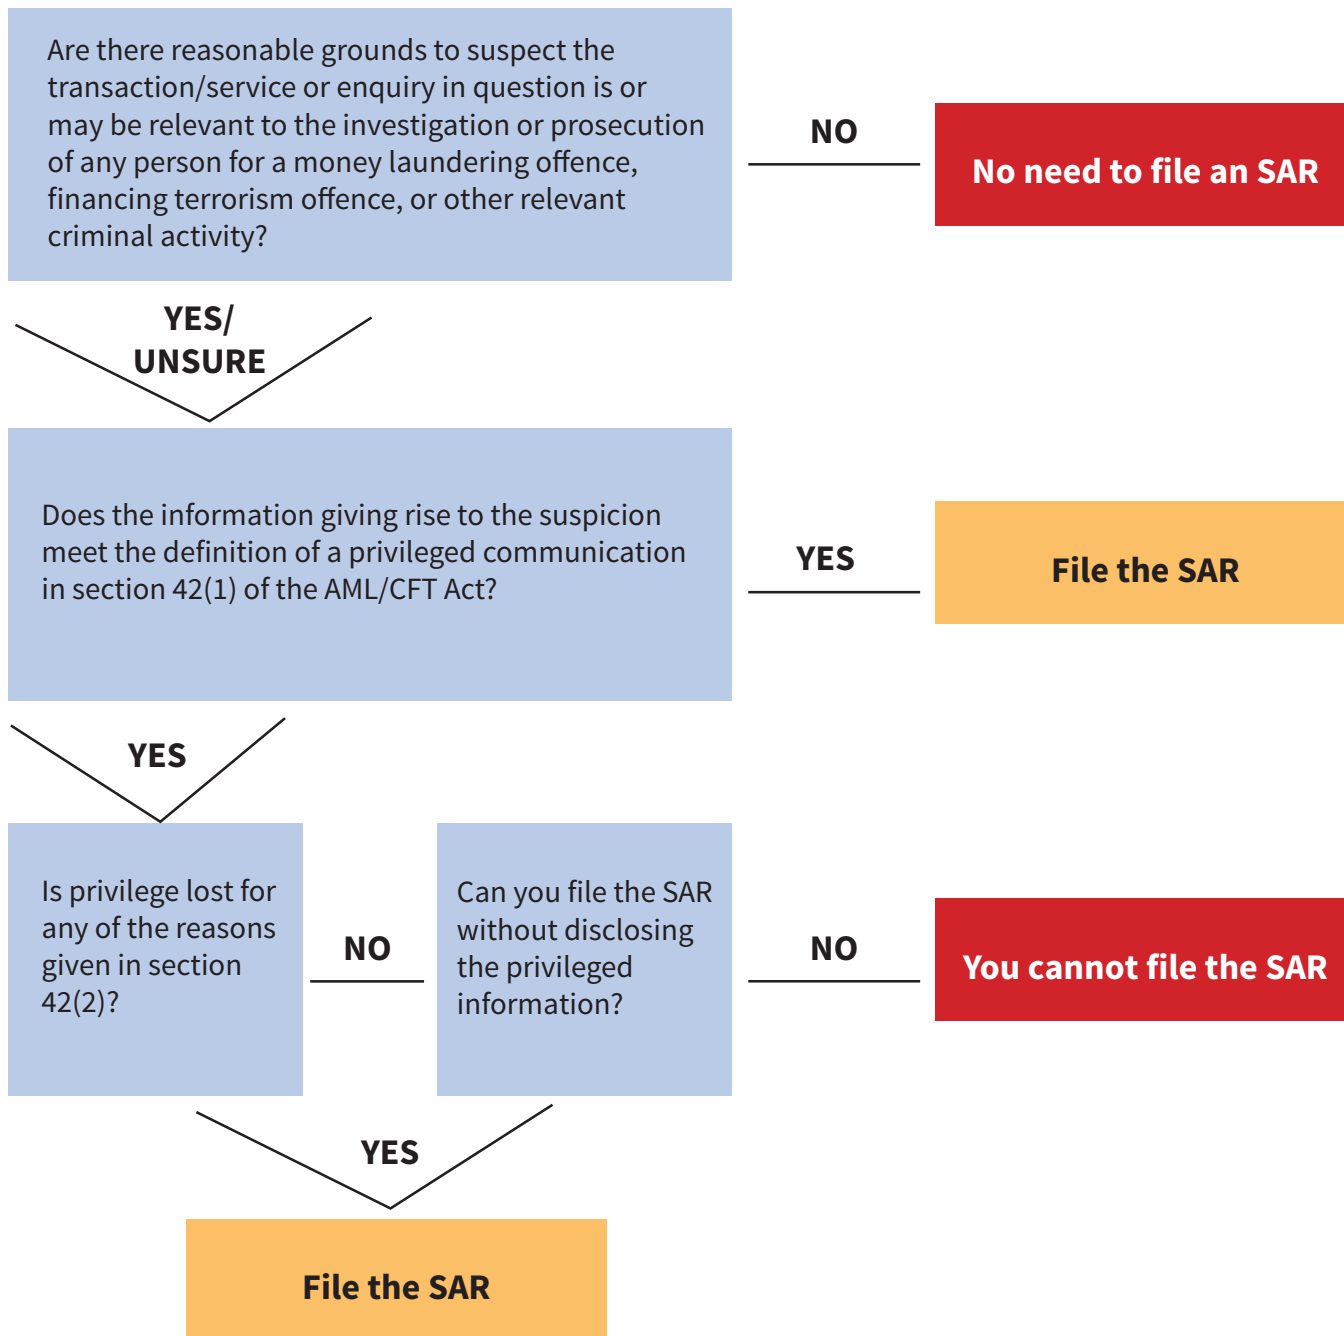 Are there reasonable grounds to suspect the
transaction/service or enquiry in question is or
may be relevant to the investigation or prosecution
of any person for a money laundering offence,
financing terrorism offence, or other relevant
criminal activity?
NO
No need to file an SAR
YES/
UNSURE
Does the information giving rise to the suspicion
meet the definition of a privileged communication
in section 42(1) of the AML/CFT Act?
YES
File the SAR
YES
Is privilege lost for
any of the reasons
given in section
42(2)?
NO
Can you file the SAR
without disclosing
the privileged
information?
NO
You cannot file the SAR
YES
File the SAR